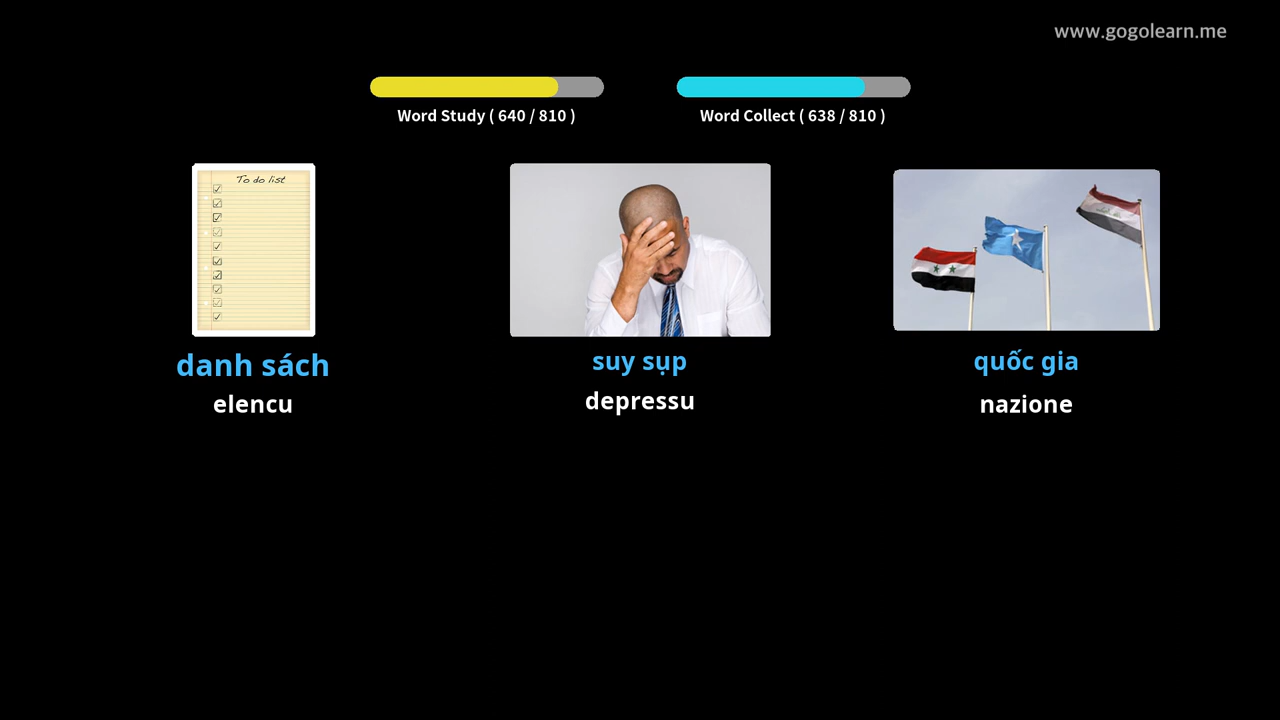 www.gogolearn.me
Word Study ( 640 / 810 )
Word Collect ( 638 / 810 )
To do list
danh sách
suy sụp
quốc gia
elencu
depressu
nazione